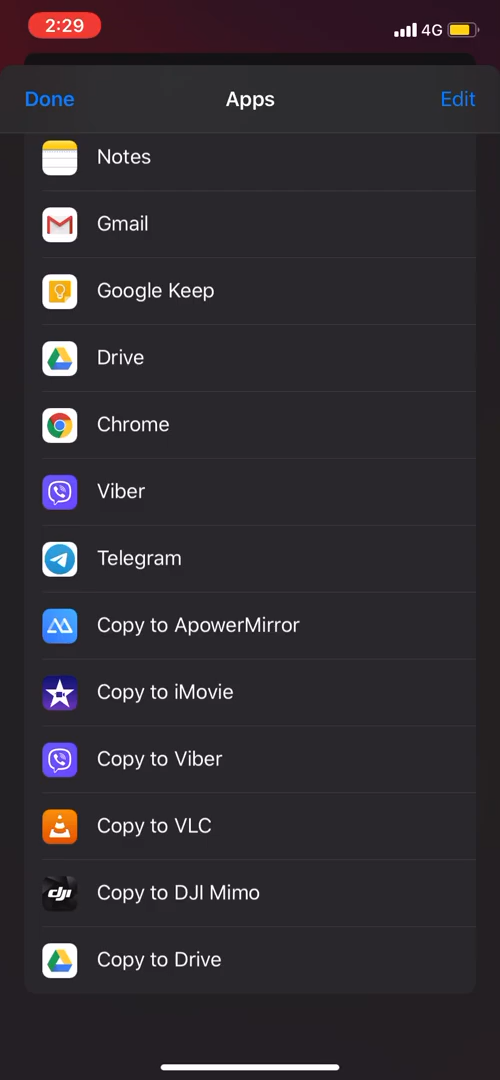 2:29
4G
Done
Apps
Edit
Notes
Gmail
Google Keep
Drive
Chrome
Viber
Telegram
Copy to ApowerMirror
Copy to iMovie
Copy to Viber
Copy to VLC
dji
Copy to DJI Mimo
Copy to Drive